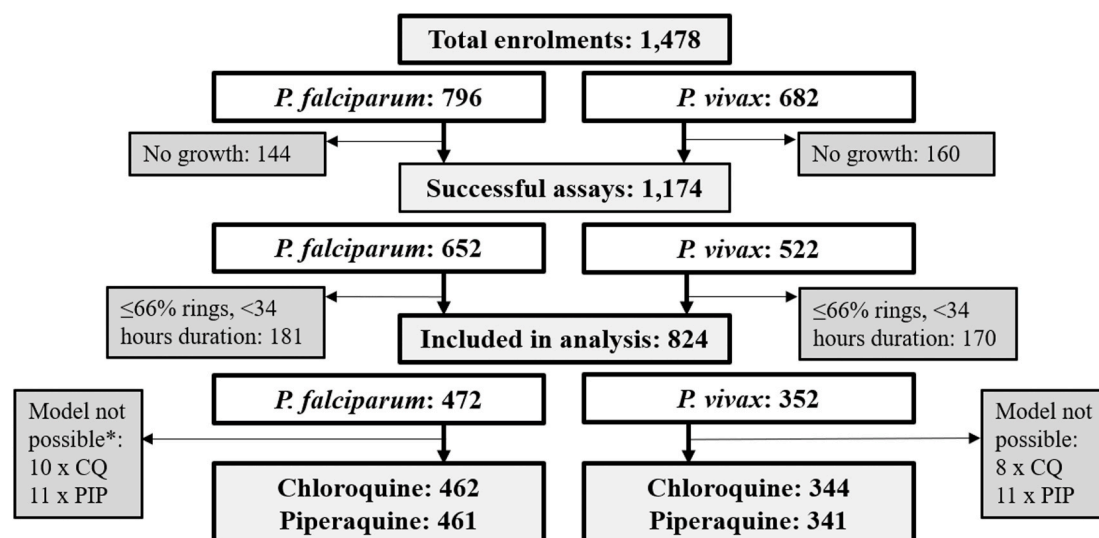 Total enrolments: 1,478
P. falciparum: 796
P. vivax: 682
No growth: 144
No growth: 160
Successful assays: 1,174
P. falciparum: 652
P. vivax: 522
≤66% rings, <34
hours duration: 181
≤66% rings, <34
hours duration: 170
Included in analysis: 824
P. falciparum: 472
P. vivax: 352
Model not
possible*:
10 x CQ
11 x PIP
Model not
possible:
8 x CQ
11 x PIP
Chloroquine: 462
Piperaquine: 461
Chloroquine: 344
Piperaquine: 341